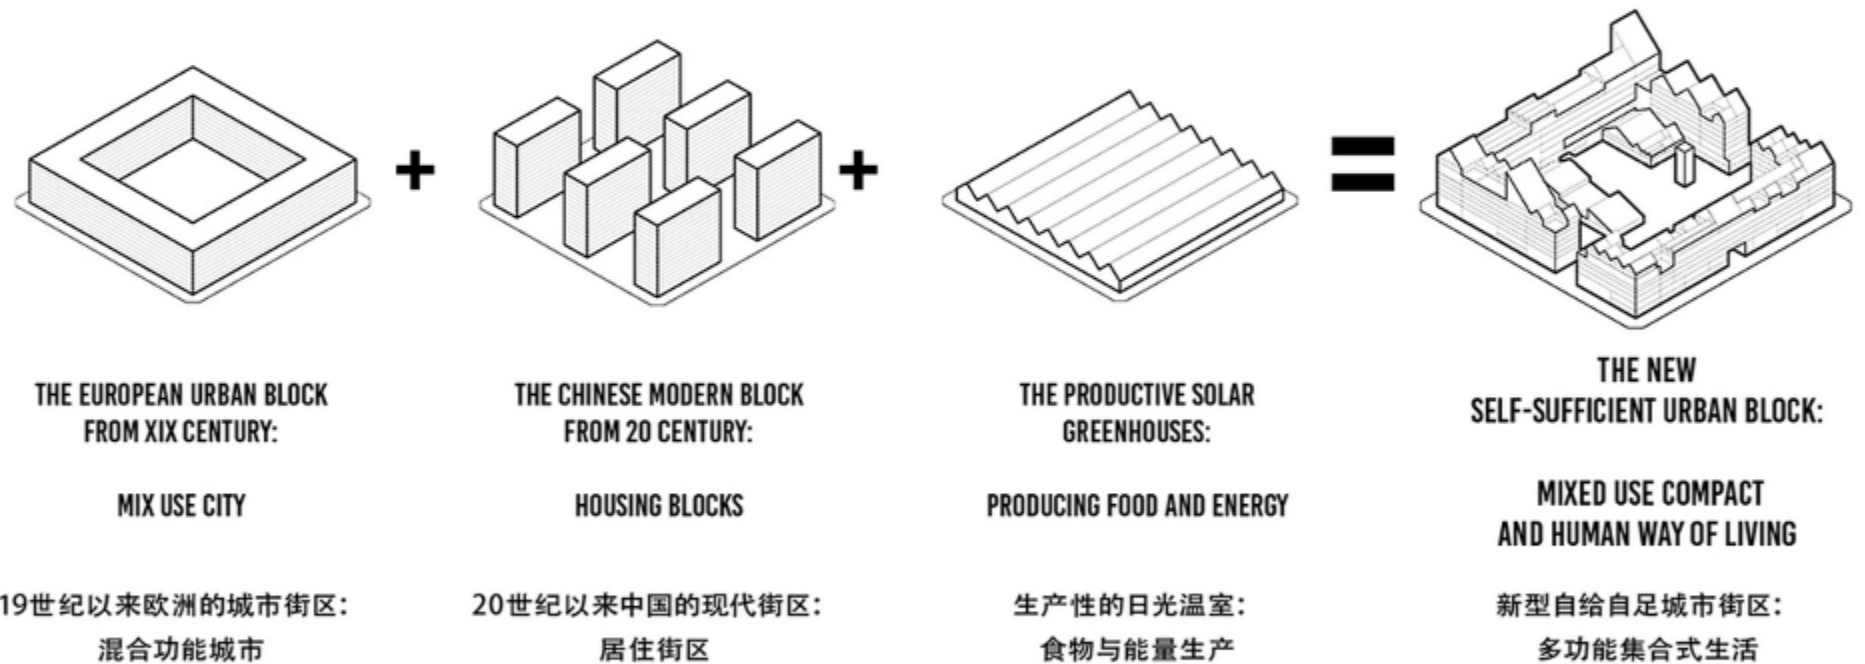 THE EUROPEAN URBAN BLOCK
FROM XIX CENTURY:
MIX USE CITY
19世纪以来欧洲的城市街区:
混合功能城市
+
THE CHINESE MODERN BLOCK
FROM 20 CENTURY:
HOUSING BLOCKS
20世纪以来中国的现代街区:
居住街区
+
THE PRODUCTIVE SOLAR
GREENHOUSES:
PRODUCING FOOD AND ENERGY
生产性的日光温室:
食物与能量生产
=
THE NEW
SELF-SUFFICIENT URBAN BLOCK:
MIXED USE COMPACT
AND HUMAN WAY OF LIVING
新型自给自足城市街区:
多功能集合式生活